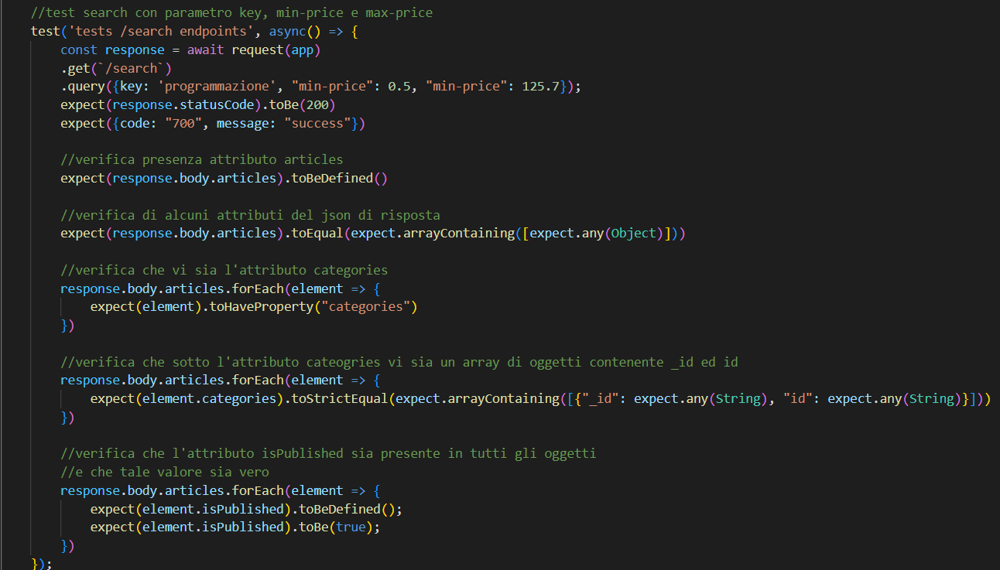 //test search con parametro key, min-price e max-price
test('tests /search endpoints', async() => {
const response = await request(app)
.get(`/search`)
.query({key: 'programmazione', "min-price": 0.5, "min-price": 125.7});
expect(response.statusCode).toBe(200)
expect({code: "700", message: "success"})
//verifica presenza attributo articles
expect(response.body.articles).toBeDefined()
//verifica di alcuni attributi del json di risposta
expect(response.body.articles).toEqual(expect.arrayContaining([expect.any(Object)]))
//verifica che vi sia l'attributo categories
response.body.articles.forEach(element => {
expect(element).toHaveProperty("categories")
})
//verifica che sotto l'attributo cateogries vi sia un array di oggetti contenente _id ed id
response.body.articles.forEach(element => {
expect(element.categories).toStrictEqual(expect.arrayContaining([{"_id": expect.any(String), "id": expect.any(String)}]))
})
//verifica che l'attributo isPublished sia presente in tutti gli oggetti
//e che tale valore sia vero
response.body.articles.forEach(element => {
expect(element.isPublished).toBeDefined();
expect(element.isPublished).toBe(true);
})
});